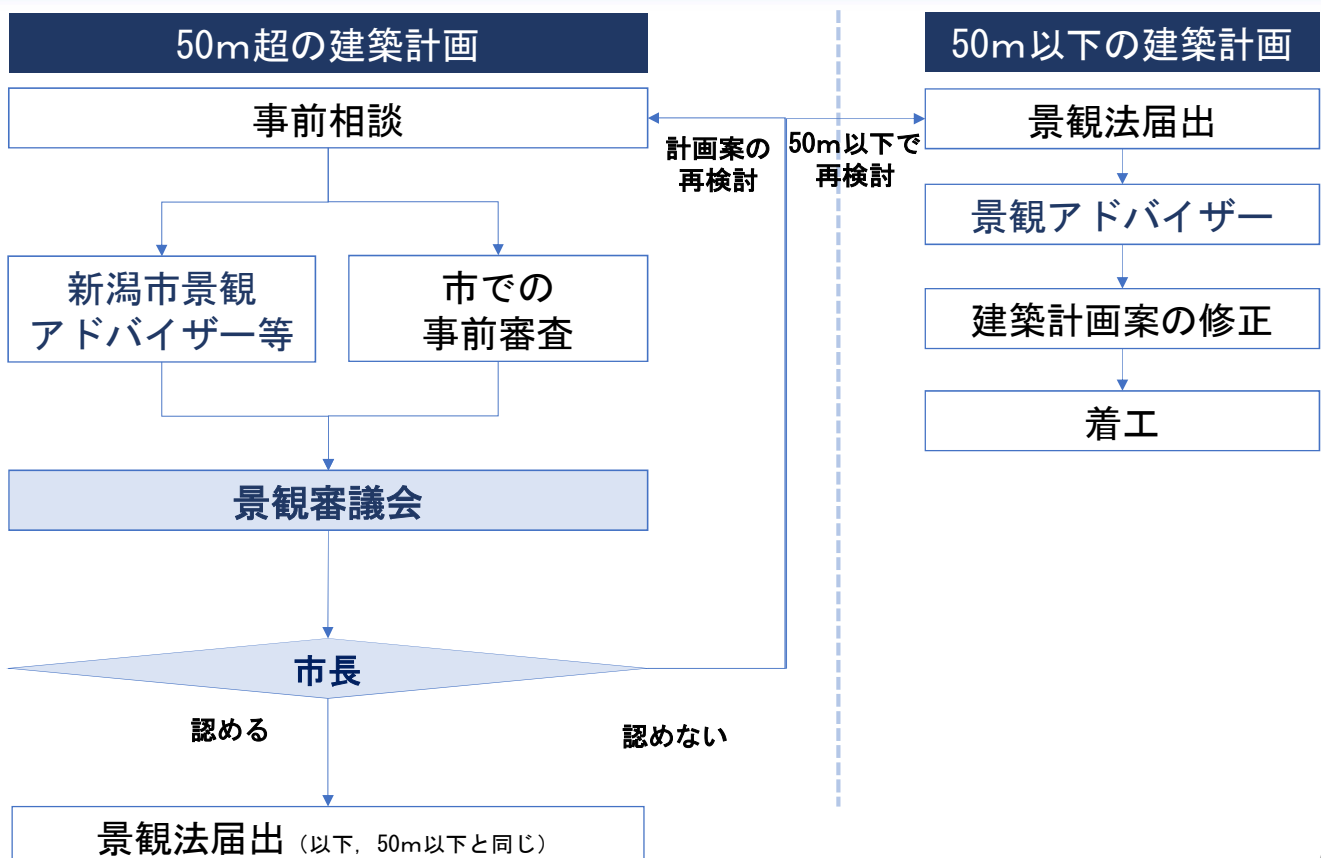 50m超の建築計画
事前相談
新潟市景観
アドバイザー等
市での
事前審査
景観審議会
市長
認める
認めない
景観法届出（以下，50m以下と同じ）
計画案の
再検討
50m以下で
再検討
50m以下の建築計画
景観法届出
景観アドバイザー
建築計画案の修正
着工